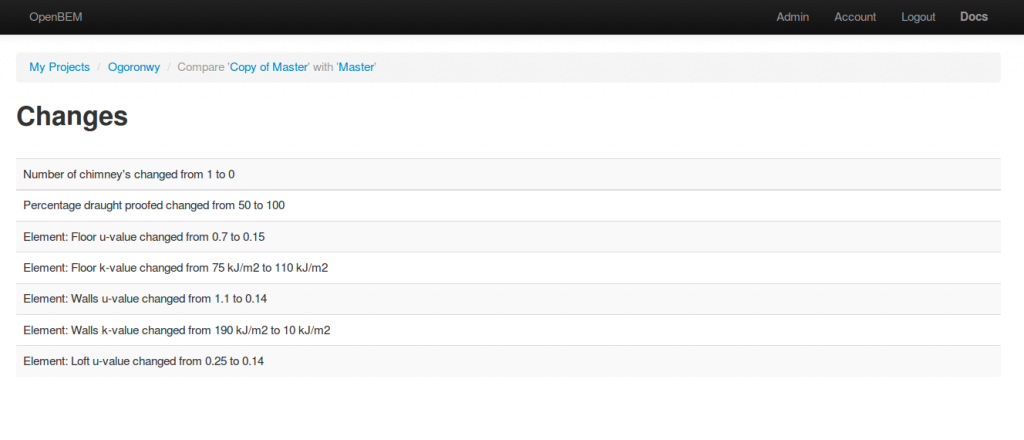 OpenBEM Admin Account Logout Docs
My Projects / Ogoronwy / Compare 'Copy of Master' with 'Master'
Changes
Number of chimney's changed from 1 to 0
Percentage draught proofed changed from 50 to 100
Element: Floor u-value changed from 0.7 to 0.15
Element: Floor k-value changed from 75 kJ/m2 to 110 kJ/m2
Element: Walls u-value changed from 1.1 to 0.14
Element: Walls k-value changed from 190 kJ/m2 to 10 kJ/m2
Element: Loft u-value changed from 0.25 to 0.14